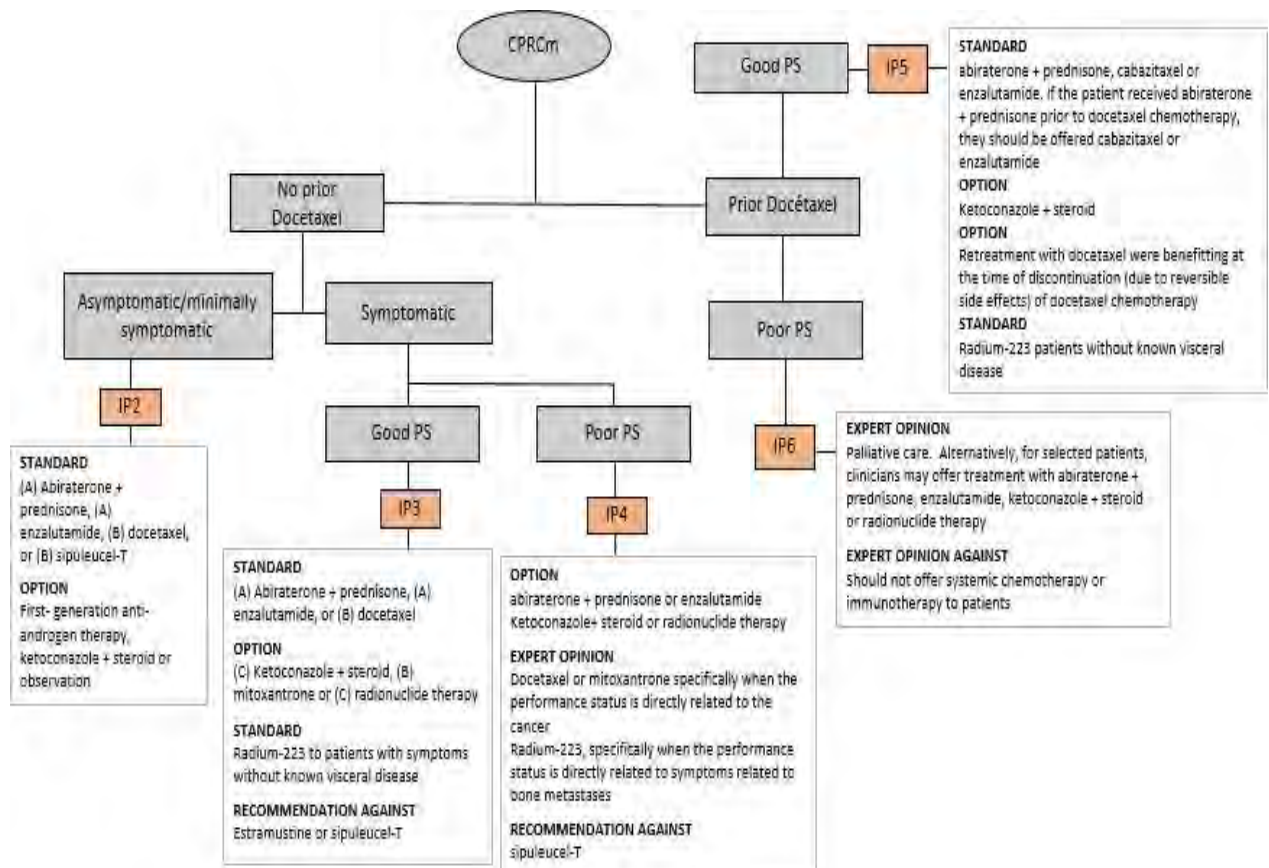 CPRCm
Good PS
IP5
STANDARD
abiraterone + prednisone, cabazitaxel or
enzalutamide. If the patient received abiraterone
+ prednisone prior to docetaxel chemotherapy,
they should be offered cabazitaxel or
enzalutamide
OPTION
Ketoconazole + steroid
OPTION
Retreatment with docetaxel were benefitting at
the time of discontinuation (due to reversible
side effects) of docetaxel chemotherapy
STANDARD
Radium-223 patients without known visceral
disease
No prior
Docetaxel
Prior Docétaxel
Asymptomatic/minimally
symptomatic
Symptomatic
Poor PS
IP2
Good PS
Poor PS
IP6
EXPERT OPINION
Palliative care. Alternatively, for selected patients,
clinicians may offer treatment with abiraterone +
prednisone, enzalutamide, ketoconazole + steroid
or radionuclide therapy
EXPERT OPINION AGAINST
Should not offer systemic chemotherapy or
immunotherapy to patients
STANDARD
(A) Abiraterone +
prednisone, (A)
enzalutamide, (B) docetaxel,
or (B) sipuleucel-T
OPTION
First- generation anti-
androgen therapy,
ketoconazole + steroid or
observation
IP3
IP4
STANDARD
(A) Abiraterone + prednisone, (A)
enzalutamide, or (B) docetaxel
OPTION
(C) Ketoconazole + steroid, (B)
mitoxantrone or (C) radionuclide therapy
STANDARD
Radium-223 to patients with symptoms
without known visceral disease
RECOMMENDATION AGAINST
Estramustine or sipuleucel-T
OPTION
abiraterone + prednisone or enzalutamide
Ketoconazole+ steroid or radionuclide therapy
EXPERT OPINION
Docetaxel or mitoxantrone specifically when the
performance status is directly related to the
cancer
Radium-223, specifically when the performance
status is directly related to symptoms related to
bone metastases
RECOMMENDATION AGAINST
sipuleucel-T